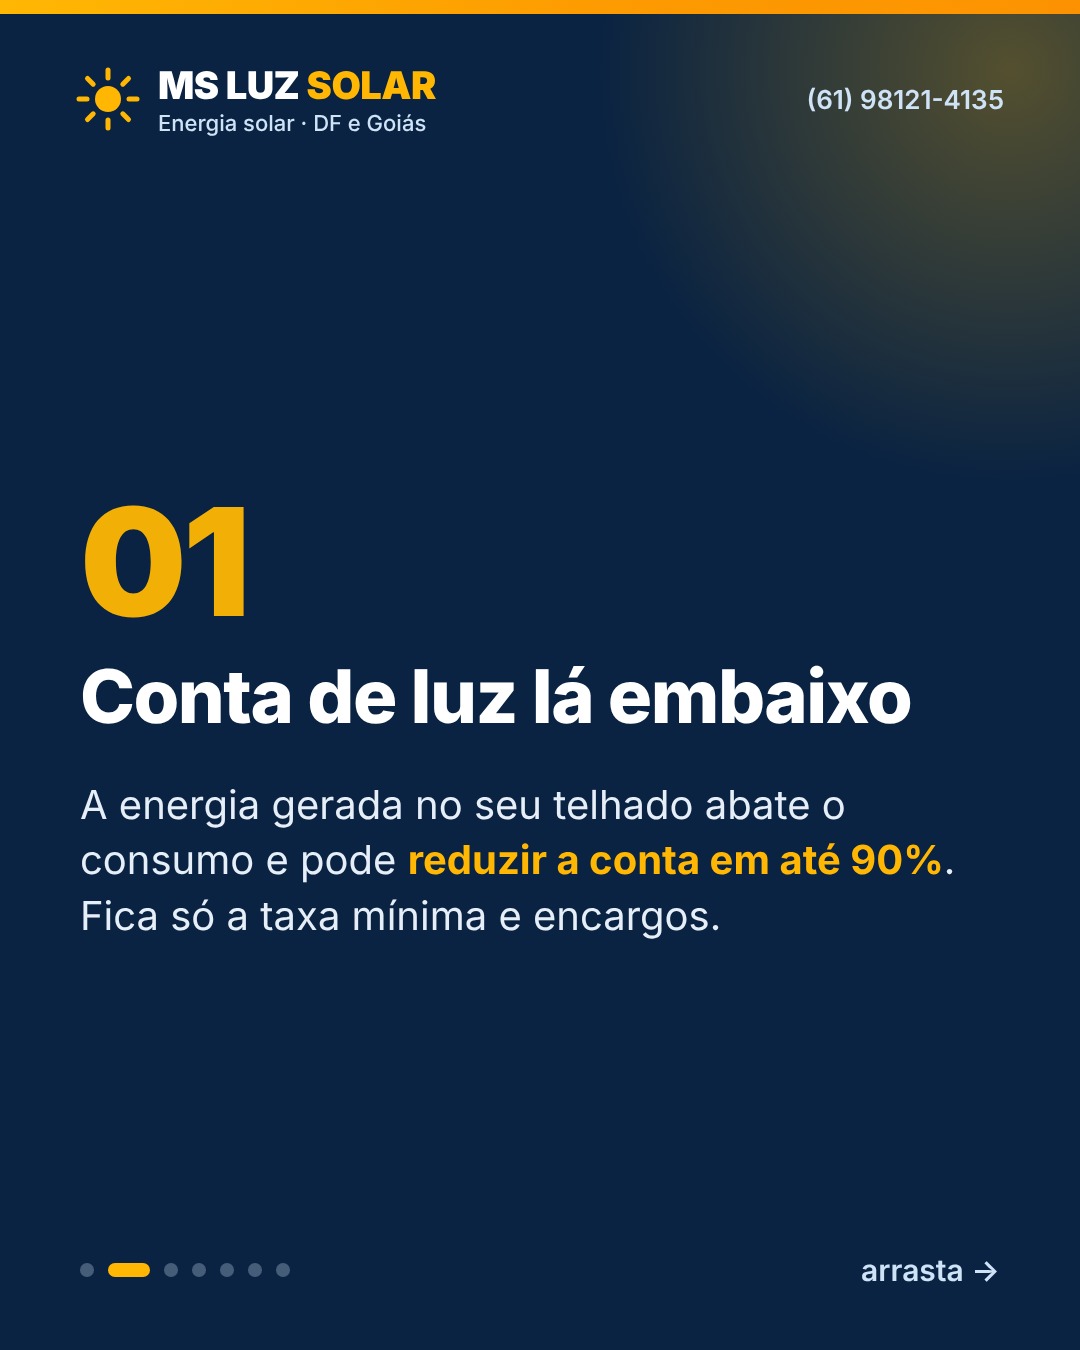 MS LUZ SOLAR
Energia solar · DF e Goiás
(61) 98121-4135
01
Conta de luz lá embaixo
A energia gerada no seu telhado abate o
consumo e pode reduzir a conta em até 90%.
Fica só a taxa mínima e encargos.
arrasta →